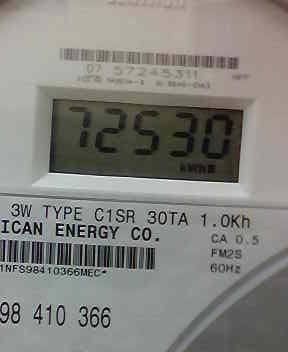 07 57245311
72530
3W TYPE C1SR 30TA 1.0Kh
ICAN ENERGY CO.
CA 0.5
FM2S
60Hz
1NFS98410366MEC*
98 410 366